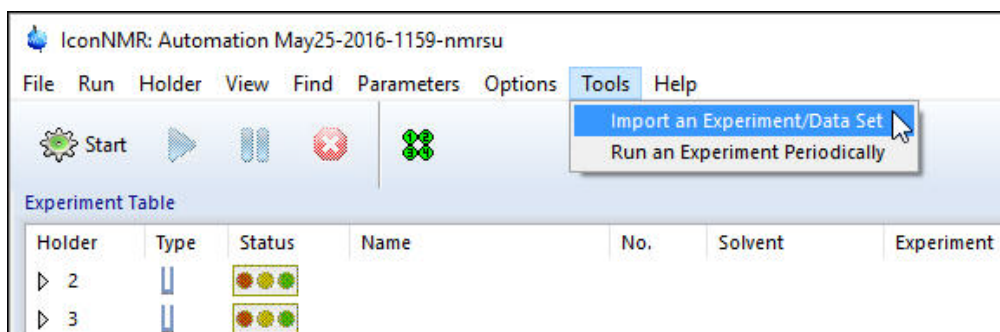 IconNMR: Automation May25-2016-1159-nmrsu
File Run Holder View Find Parameters Options Tools Help
Import an Experiment/Data Set
Start
Run an Experiment Periodically
Experiment Table
Holder Type Status Name No. Solvent Experiment
2
3